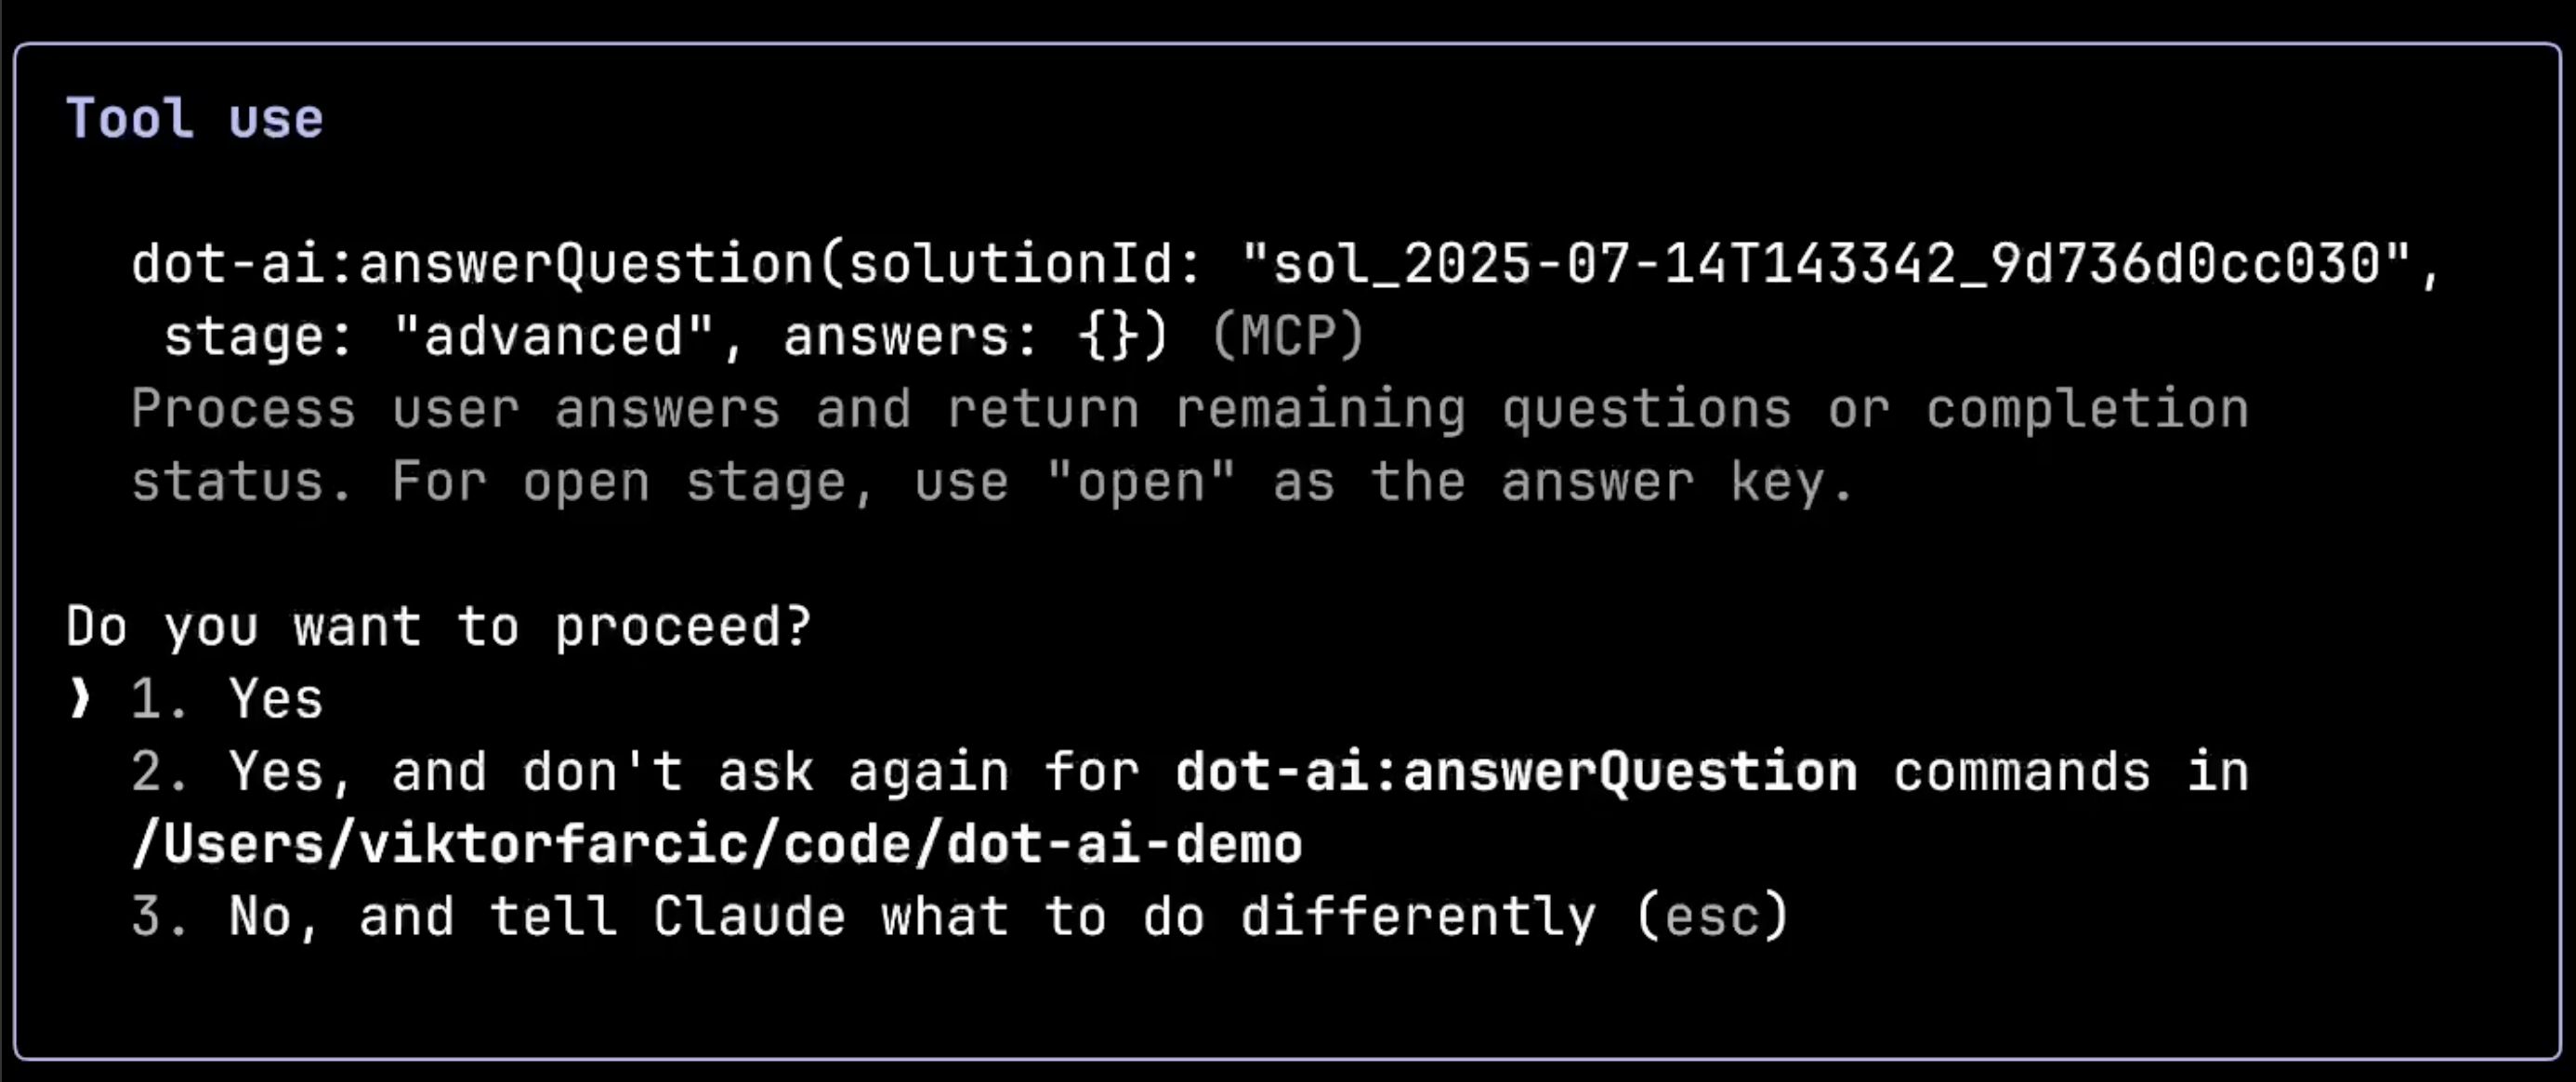 Tool use
dot-ai:answerQuestion(solutionId: "sol_2025-07-14T143342_9d736d0cc030",
stage: "advanced", answers: {}) (MCP)
Process user answers and return remaining questions or completion
status. For open stage, use "open" as the answer key.
Do you want to proceed?
❯ 1. Yes
2. Yes, and don't ask again for dot-ai:answerQuestion commands in
/Users/viktorfarcic/code/dot-ai-demo
3. No, and tell Claude what to do differently (esc)